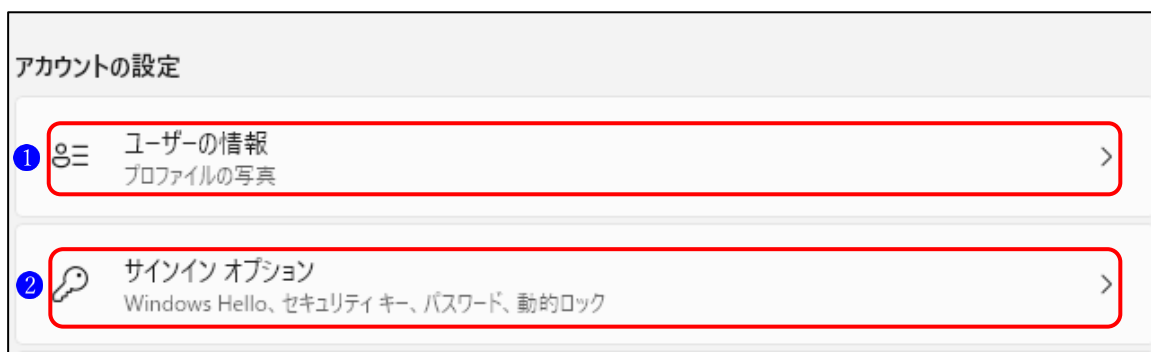 アカウントの設定
1
ユーザーの情報
プロファイルの写真
2
サインイン オプション
Windows Hello、セキュリティ キー、パスワード、動的ロック